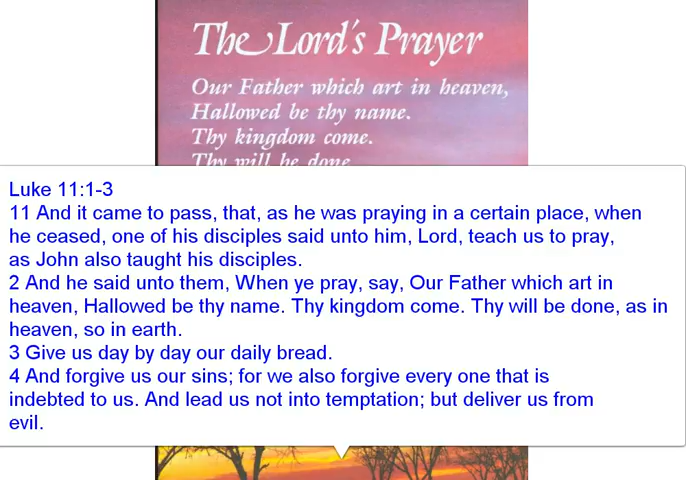 The Lord's Prayer
Our Father which art in heaven,
Hallowed be thy name.
Thy kingdom come.
Thy will be done
Luke 11:1-3
11 And it came to pass, that, as he was praying in a certain place, when
he ceased, one of his disciples said unto him, Lord, teach us to pray,
as John also taught his disciples.
2 And he said unto them, When ye pray, say, Our Father which art in
heaven, Hallowed be thy name. Thy kingdom come. Thy will be done, as in
heaven, so in earth.
3 Give us day by day our daily bread.
4 And forgive us our sins; for we also forgive every one that is
indebted to us. And lead us not into temptation; but deliver us from
evil.